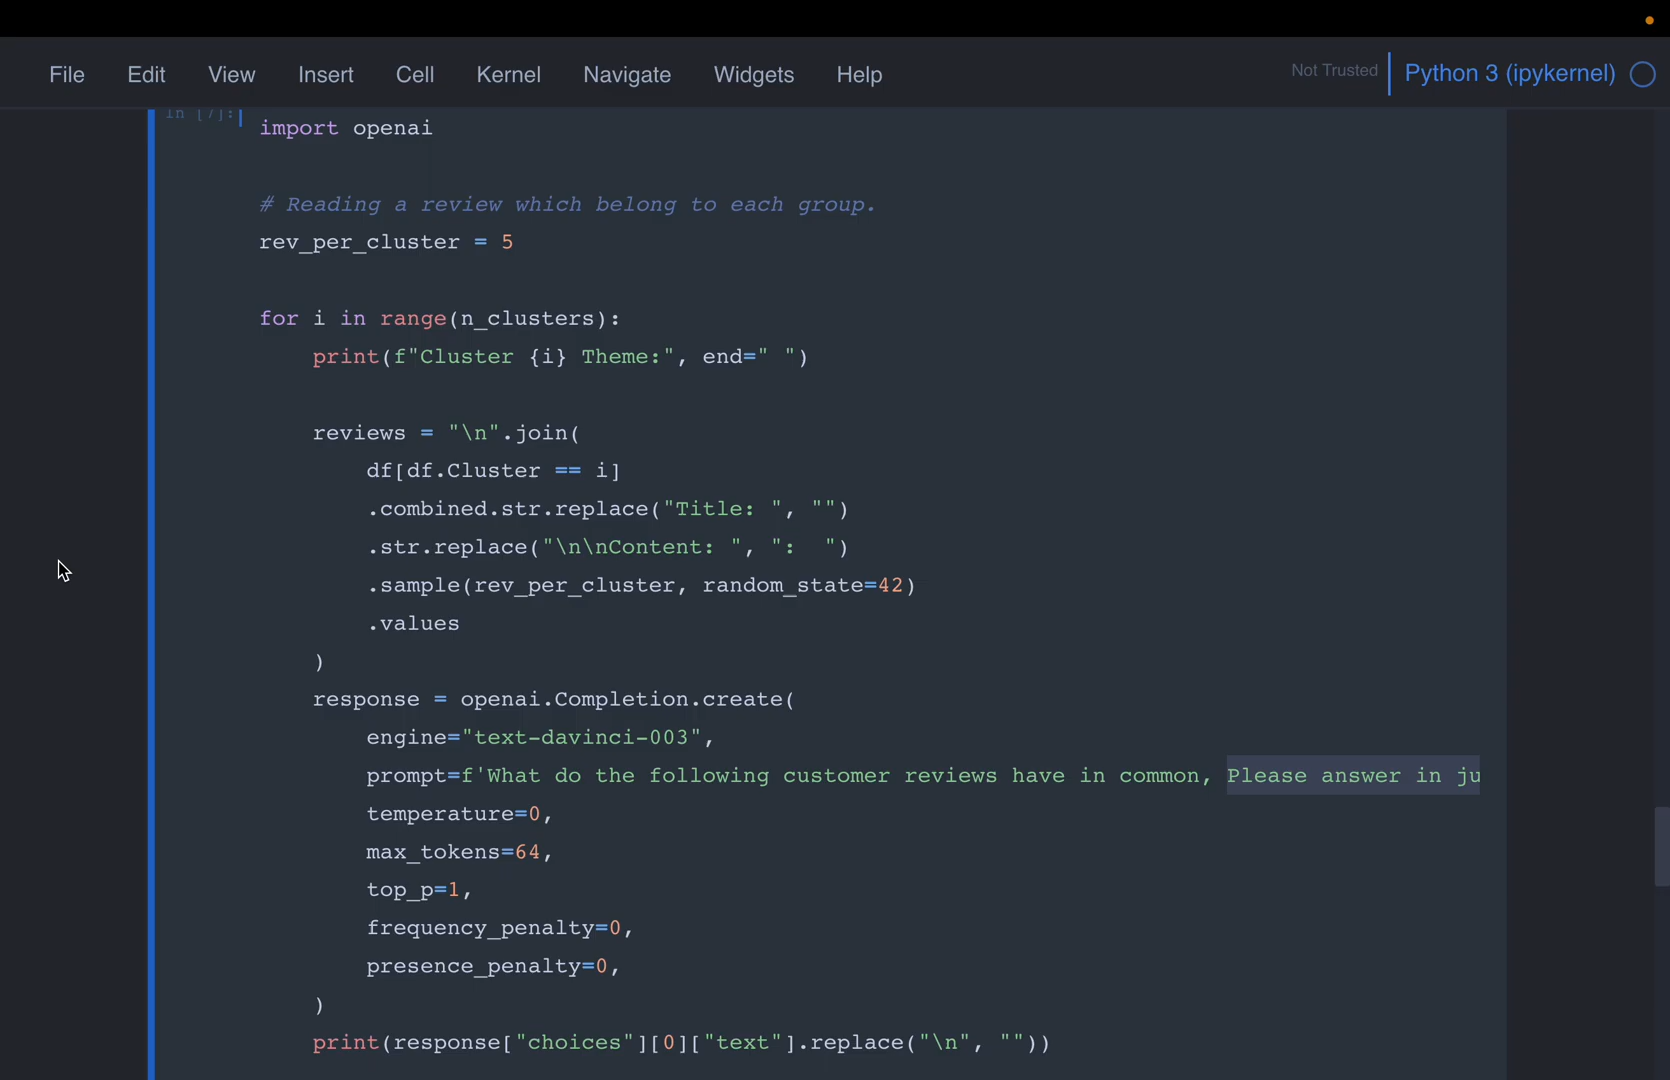 Not Trusted
Python 3 (ipykernel)
File Edit View Insert Cell Kernel Navigate Widgets Help
In [7]:
import openai
# Reading a review which belong to each group.
rev_per_cluster = 5
for i in range(n_clusters):
    print(f"Cluster {i} Theme:", end=" ")
    reviews = "\n".join(
        df[df.Cluster == i]
        .combined.str.replace("Title: ", "")
        .str.replace("\n\nContent: ", ":  ")
        .sample(rev_per_cluster, random_state=42)
        .values
    )
    response = openai.Completion.create(
        engine="text-davinci-003",
        prompt=f'What do the following customer reviews have in common, Please answer in ju
        temperature=0,
        max_tokens=64,
        top_p=1,
        frequency_penalty=0,
        presence_penalty=0,
    )
    print(response["choices"][0]["text"].replace("\n", ""))